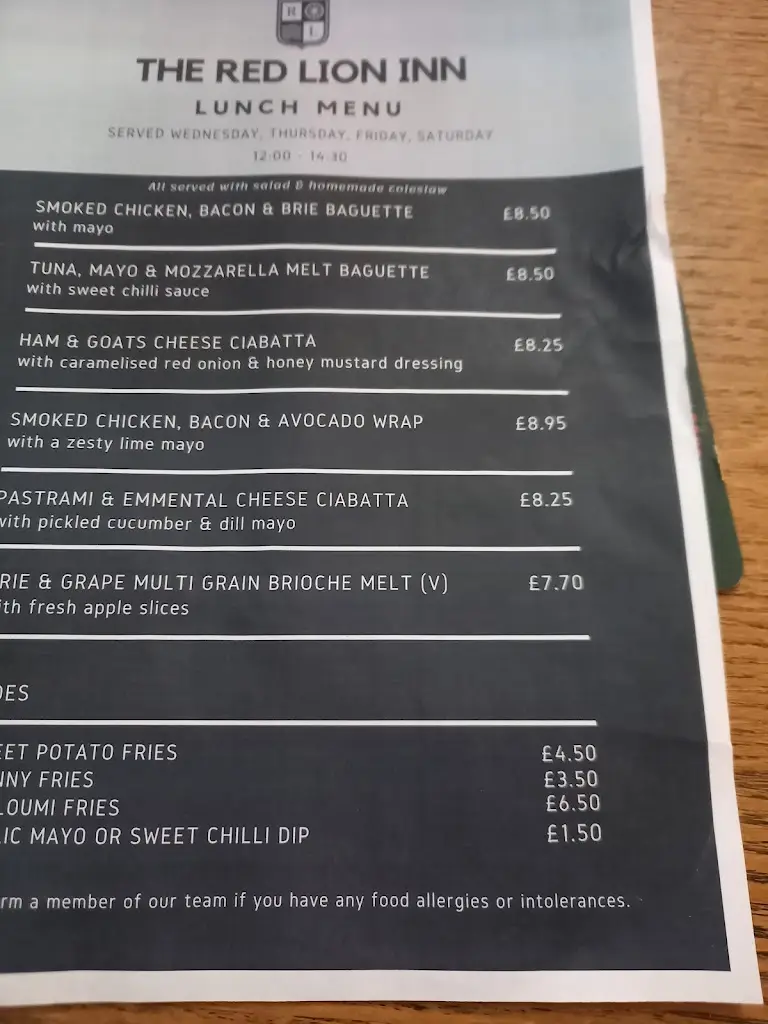 R
L
THE RED LION INN
LUNCH MENU
SERVED WEDNESDAY, THURSDAY, FRIDAY, SATURDAY
12:00 - 14:30
All served with salad & homemade coleslaw
SMOKED CHICKEN, BACON & BRIE BAGUETTE £8.50
with mayo
TUNA, MAYO & MOZZARELLA MELT BAGUETTE £8.50
with sweet chilli sauce
HAM & GOATS CHEESE CIABATTA £8.25
with caramelised red onion & honey mustard dressing
SMOKED CHICKEN, BACON & AVOCADO WRAP £8.95
with a zesty lime mayo
PASTRAMI & EMMENTAL CHEESE CIABATTA £8.25
with pickled cucumber & dill mayo
RIE & GRAPE MULTI GRAIN BRIOCHE MELT (V) £7.70
ith fresh apple slices
DES
EET POTATO FRIES £4.50
NNY FRIES £3.50
LOUMI FRIES £6.50
LIC MAYO OR SWEET CHILLI DIP £1.50
rm a member of our team if you have any food allergies or intolerances.